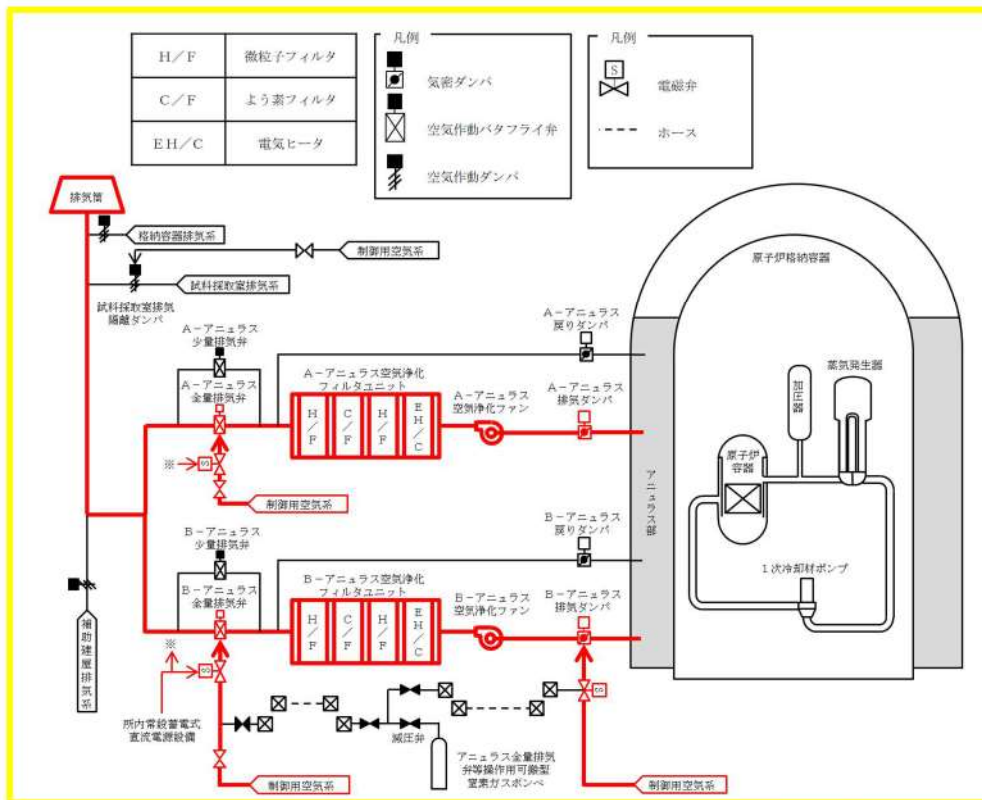 H/F 微粒子フィルタ
C/F よう素フィルタ
EH/C 電気ヒータ
凡例
気密ダンパ
空気作動バタフライ弁
空気作動ダンパ
凡例
S 電磁弁
ホース
排気筒
格納容器排気系
制御用空気系
試料採取室排気系
試料採取室排気
隔離ダンパ
A-アニュラス
少量排気弁
A-アニュラス
全量排気弁
A-アニュラス空気浄化
フィルタユニット
H/F
C/F
H/F
EH/C
A-アニュラス
空気浄化ファン
A-アニュラス
戻りダンパ
A-アニュラス
排気ダンパ
※
S
制御用空気系
B-アニュラス
少量排気弁
B-アニュラス
全量排気弁
B-アニュラス空気浄化
フィルタユニット
H/F
C/F
H/F
EH/C
B-アニュラス
空気浄化ファン
B-アニュラス
戻りダンパ
B-アニュラス
排気ダンパ
※
S
S
補助建屋排気系
所内常設蓄電式
直流電源設備
減圧弁
アニュラス全量排気
弁等操作用可搬型
窒素ガスボンベ
制御用空気系
制御用空気系
原子炉格納容器
アニュラス部
蒸気発生器
加圧器
原子炉
容器
1次冷却材ポンプ